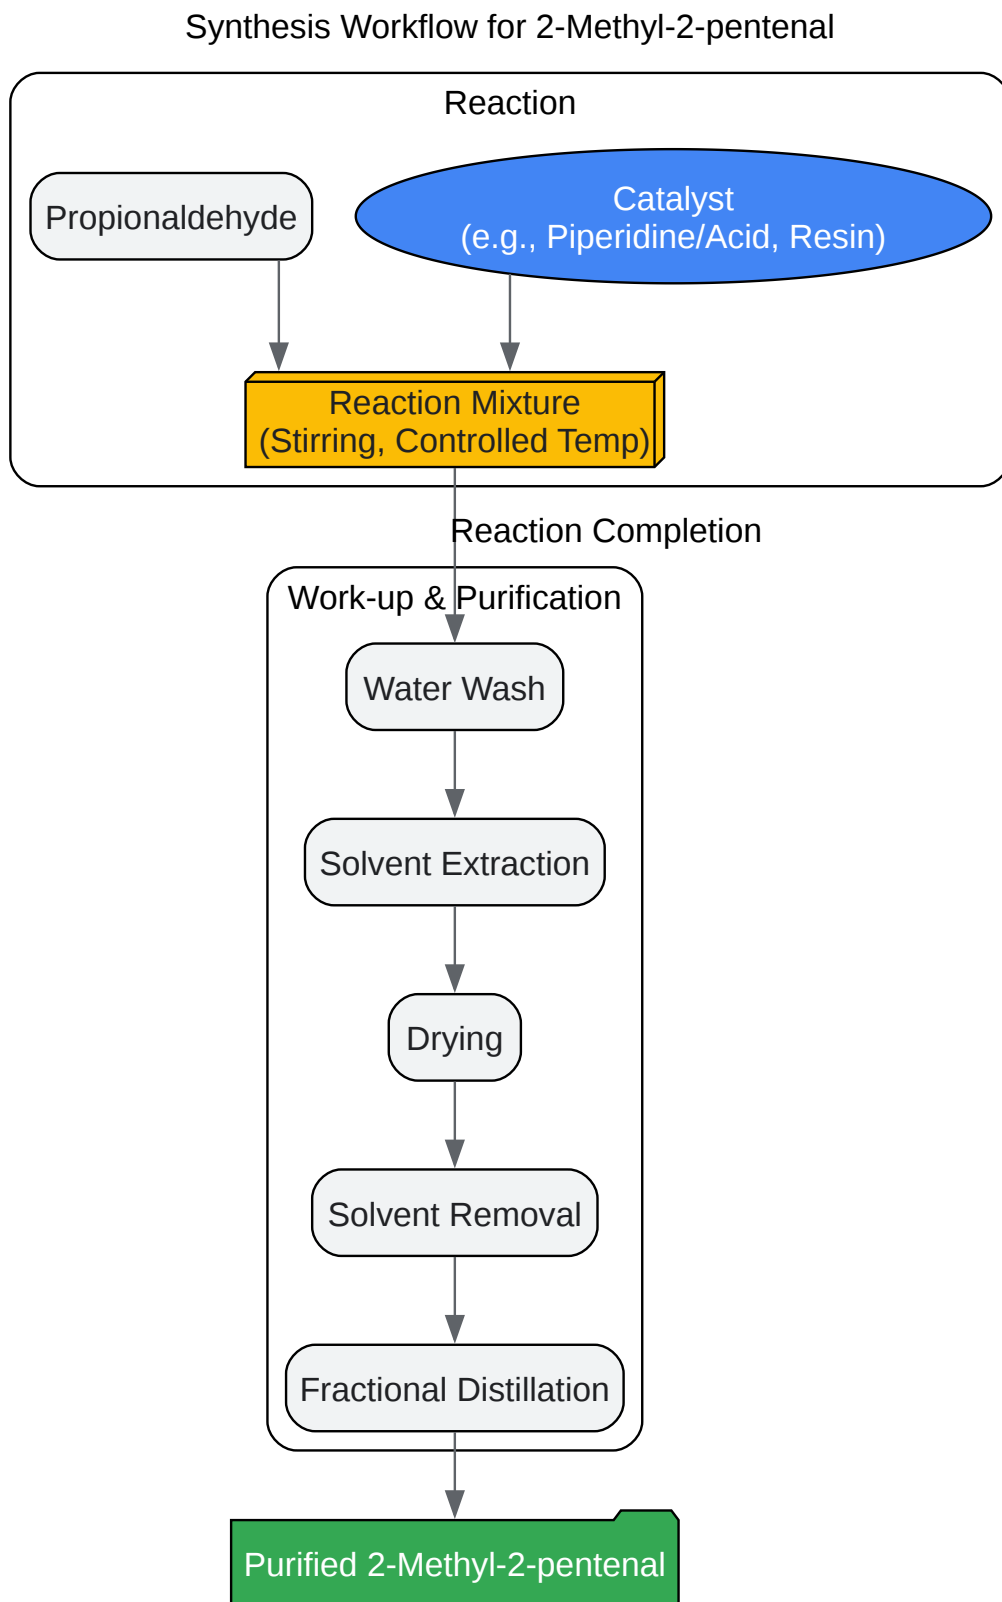 Synthesis Workflow for 2-Methyl-2-pentenal
Reaction
Propionaldehyde
Catalyst
(e.g., Piperidine/Acid, Resin)
Reaction Mixture
(Stirring, Controlled Temp)
Reaction Completion
Work-up & Purification
Water Wash
Solvent Extraction
Drying
Solvent Removal
Fractional Distillation
Purified 2-Methyl-2-pentenal